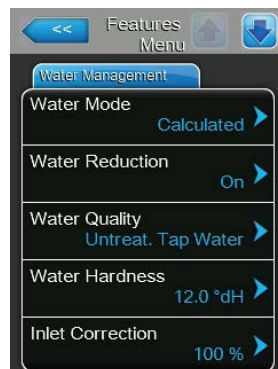 <<
Features
Menu
Water Management
Water Mode
Calculated
Water Reduction
On
Water Quality
Untreat. Tap Water
Water Hardness
12.0 °dH
Inlet Correction
100 %